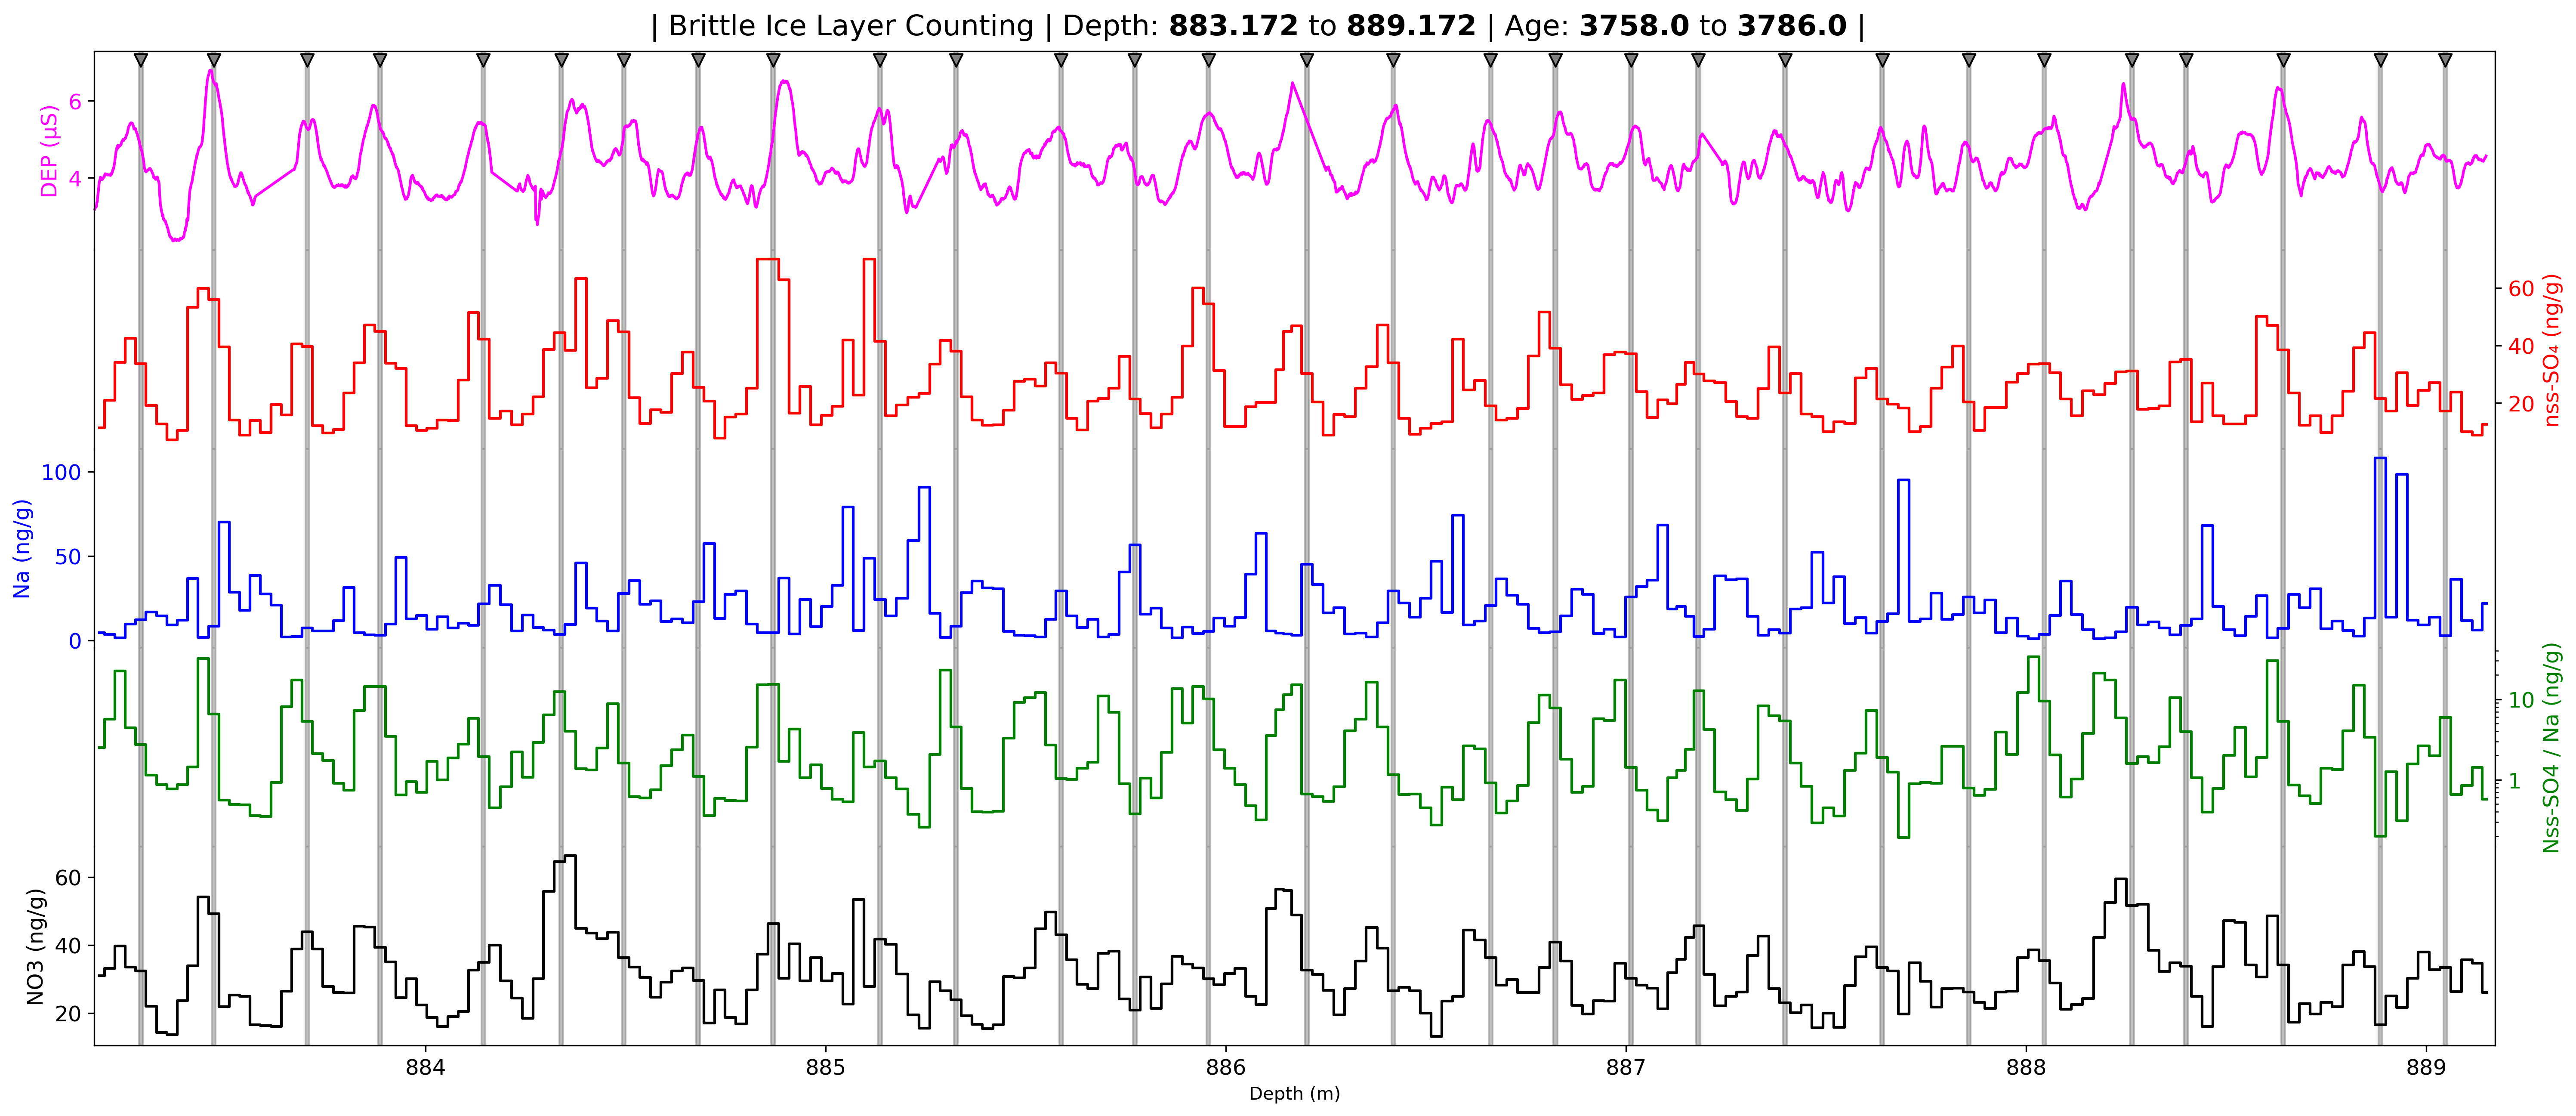 | Brittle Ice Layer Counting | Depth: 883.172 to 889.172 | Age: 3758.0 to 3786.0 |
DEP (µS)
6
4
nss-SO₄ (ng/g)
60
40
20
Na (ng/g)
100
50
0
Nss-SO4 / Na (ng/g)
10
1
NO3 (ng/g)
60
40
20
884
885
886
887
888
889
Depth (m)